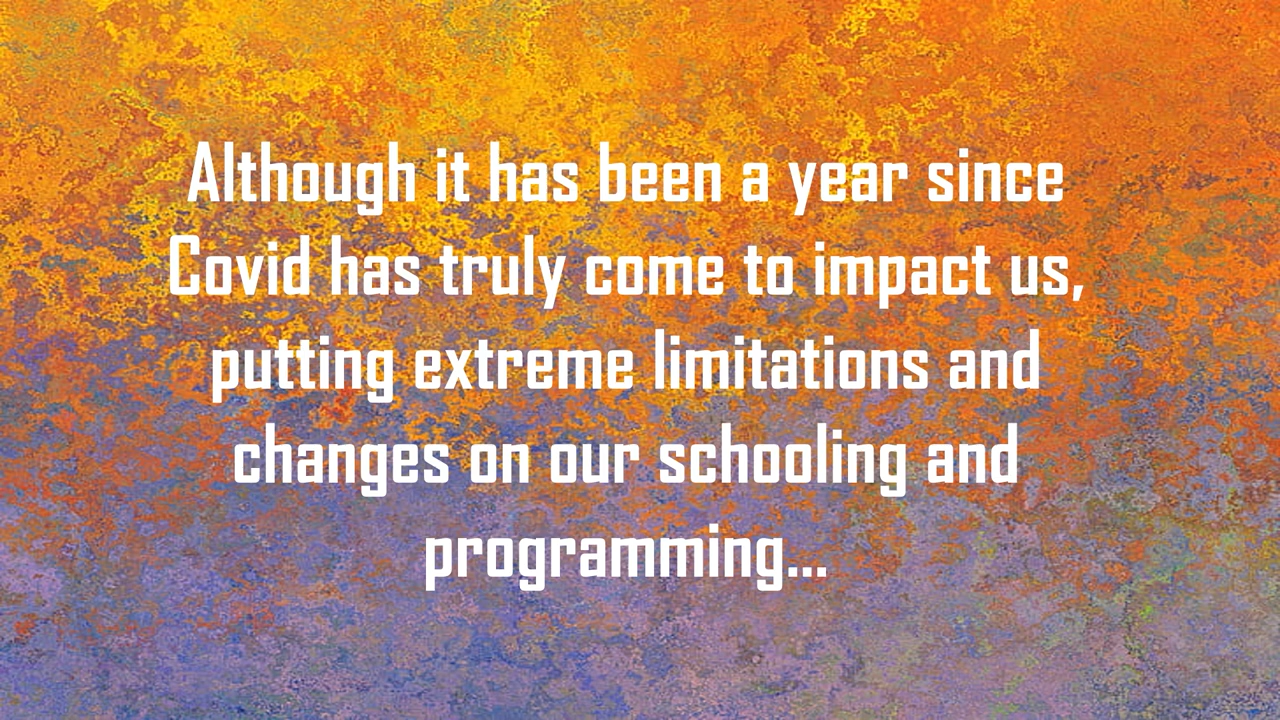 Although it has been a year since
Covid has truly come to impact us,
putting extreme limitations and
changes on our schooling and
programming...